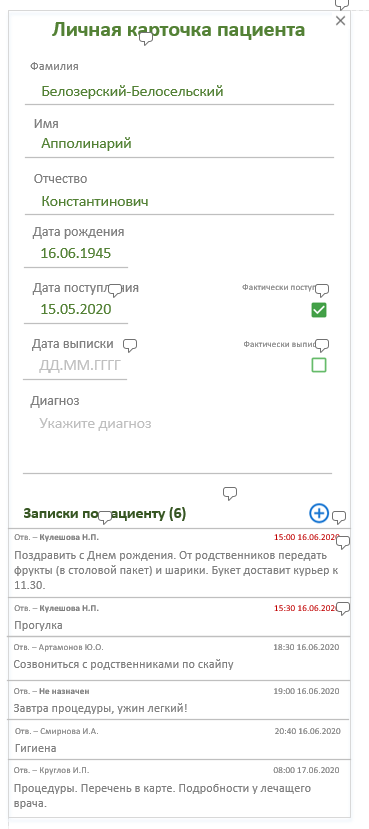 Личная карточка пациента
Фамилия
Белозерский-Белосельский
Имя
Апполинарий
Отчество
Константинович
Дата рождения
16.06.1945
Дата поступления Фактически поступил
15.05.2020
Дата выписки Фактически выписан
ДД.ММ.ГГГГ
Диагноз
Укажите диагноз
Записки по пациенту (6)
Отв. – Кулешова Н.П. 15:00 16.06.2020
Поздравить с Днем рождения. От родственников передать
фрукты (в столовой пакет) и шарики. Букет доставит курьер к
11.30.
Отв. – Кулешова Н.П. 15:30 16.06.2020
Прогулка
Отв. – Артамонов Ю.О. 18:30 16.06.2020
Созвониться с родственниками по скайпу
Отв. – Не назначен 19:00 16.06.2020
Завтра процедуры, ужин легкий!
Отв. – Смирнова И.А. 20:40 16.06.2020
Гигиена
Отв. – Круглов И.П. 08:00 17.06.2020
Процедуры. Перечень в карте. Подробности у лечащего
врача.